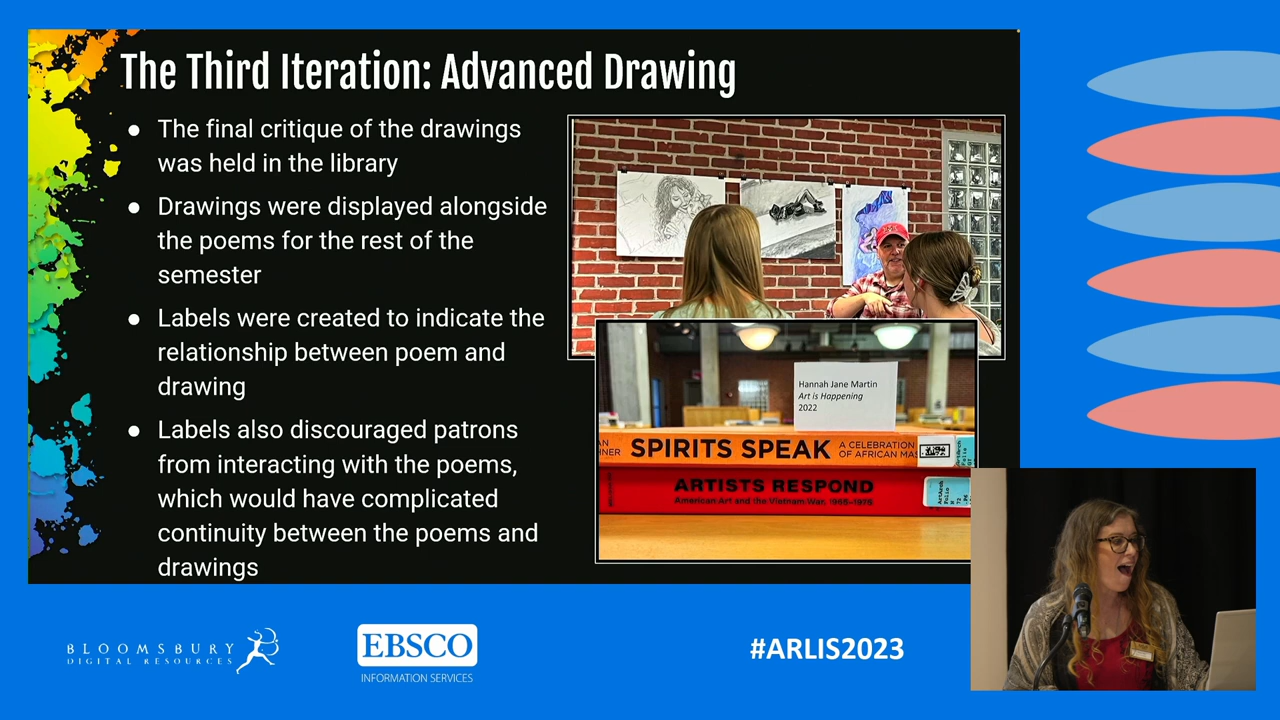 The Third Iteration: Advanced Drawing
● The final critique of the drawings
was held in the library
● Drawings were displayed alongside
the poems for the rest of the
semester
● Labels were created to indicate the
relationship between poem and
drawing
● Labels also discouraged patrons
from interacting with the poems,
which would have complicated
continuity between the poems and
drawings
Hannah Jane Martin
Art is Happening
2022
SPIRITS SPEAK
A CELEBRATION
OF AFRICAN MAS
ARTISTS RESPOND
American Art and the Vietnam War, 1965–1975
BLOOMSBURY
DIGITAL RESOURCES
EBSCO
INFORMATION SERVICES
#ARLIS2023